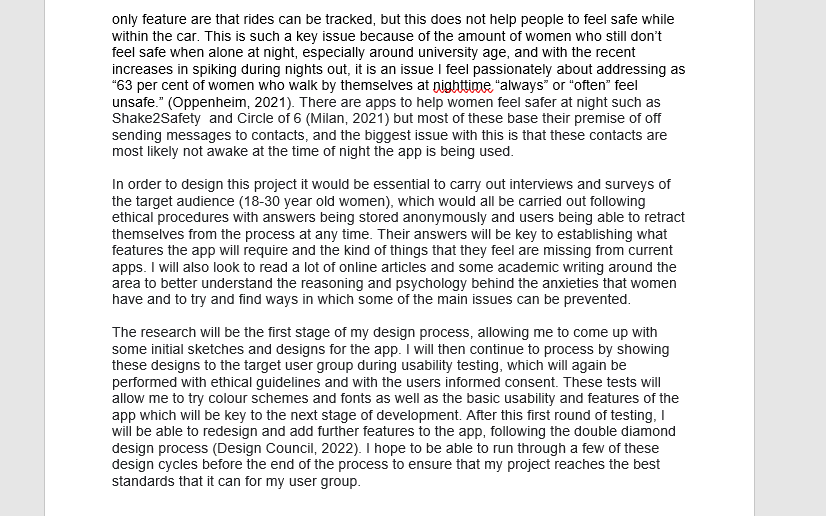 only feature are that rides can be tracked, but this does not help people to feel safe while
within the car. This is such a key issue because of the amount of women who still don’t
feel safe when alone at night, especially around university age, and with the recent
increases in spiking during nights out, it is an issue I feel passionately about addressing as
“63 per cent of women who walk by themselves at nighttime “always” or “often” feel
unsafe.” (Oppenheim, 2021). There are apps to help women feel safer at night such as
Shake2Safety  and Circle of 6 (Milan, 2021) but most of these base their premise of off
sending messages to contacts, and the biggest issue with this is that these contacts are
most likely not awake at the time of night the app is being used.

In order to design this project it would be essential to carry out interviews and surveys of
the target audience (18-30 year old women), which would all be carried out following
ethical procedures with answers being stored anonymously and users being able to retract
themselves from the process at any time. Their answers will be key to establishing what
features the app will require and the kind of things that they feel are missing from current
apps. I will also look to read a lot of online articles and some academic writing around the
area to better understand the reasoning and psychology behind the anxieties that women
have and to try and find ways in which some of the main issues can be prevented.

The research will be the first stage of my design process, allowing me to come up with
some initial sketches and designs for the app. I will then continue to process by showing
these designs to the target user group during usability testing, which will again be
performed with ethical guidelines and with the users informed consent. These tests will
allow me to try colour schemes and fonts as well as the basic usability and features of the
app which will be key to the next stage of development. After this first round of testing, I
will be able to redesign and add further features to the app, following the double diamond
design process (Design Council, 2022). I hope to be able to run through a few of these
design cycles before the end of the process to ensure that my project reaches the best
standards that it can for my user group.